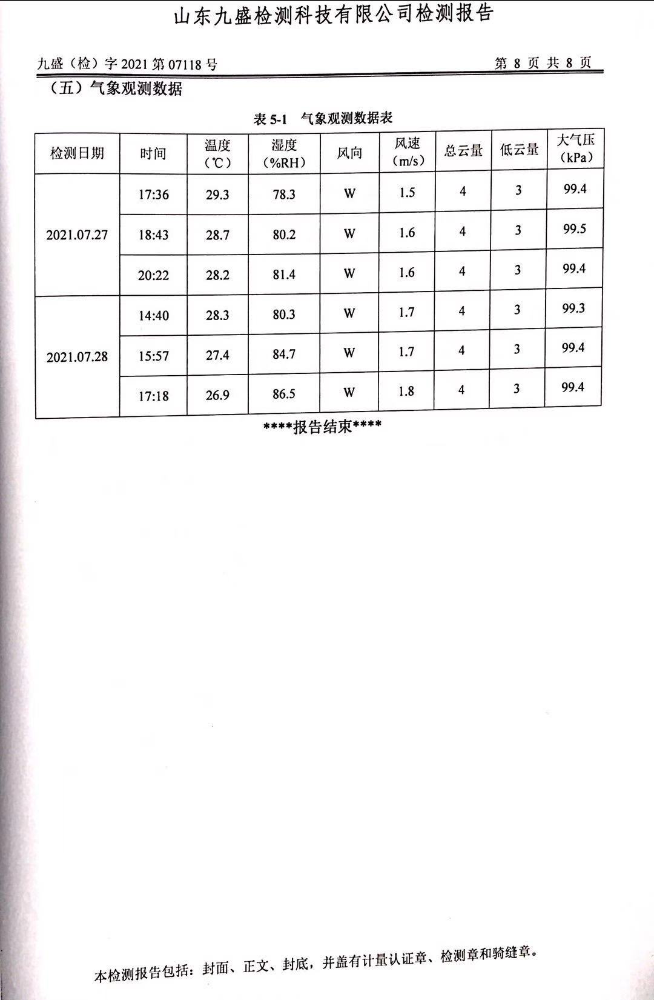 山东九盛检测科技有限公司检测报告
九盛（检）字 2021 第 07118 号 第 8 页 共 8 页
（五）气象观测数据
表 5-1 气象观测数据表
检测日期 时间 温度（℃） 湿度（%RH） 风向 风速（m/s） 总云量 低云量 大气压（kPa）
2021.07.27 17:36 29.3 78.3 W 1.5 4 3 99.4
18:43 28.7 80.2 W 1.6 4 3 99.5
20:22 28.2 81.4 W 1.6 4 3 99.4
2021.07.28 14:40 28.3 80.3 W 1.7 4 3 99.3
15:57 27.4 84.7 W 1.7 4 3 99.4
17:18 26.9 86.5 W 1.8 4 3 99.4
****报告结束****
本检测报告包括：封面、正文、封底，并盖有计量认证章、检测章和骑缝章。